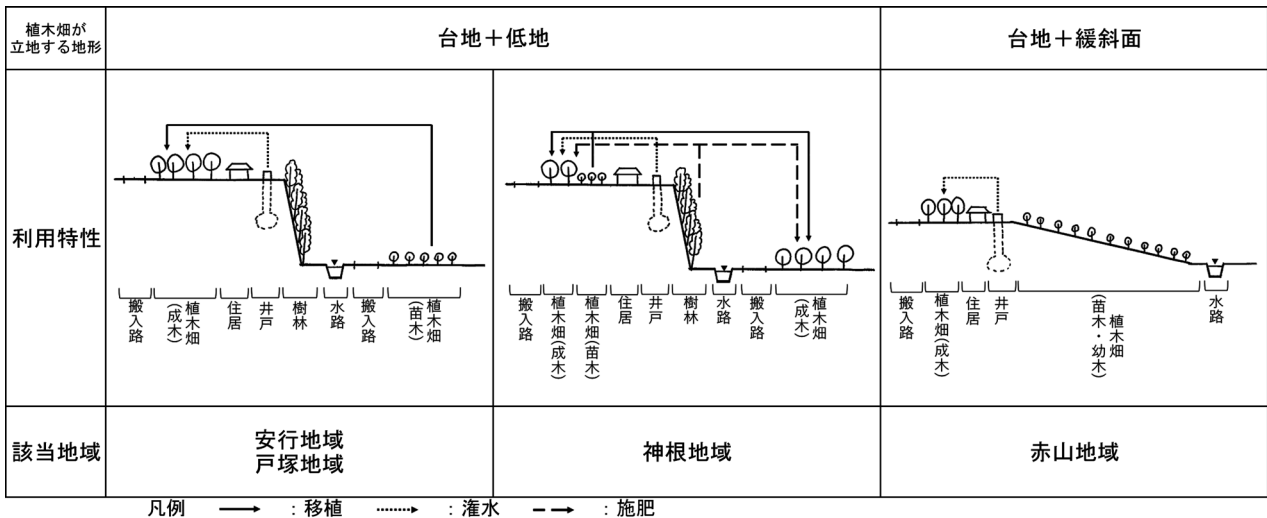 植木畑が
立地する地形
台地＋低地
台地＋緩斜面
利用特性
搬入路
植木畑
(成木)
住居
井戸
樹林
水路
搬入路
植木畑
(苗木)
搬入路
植木畑(成木)
植木畑(苗木)
住居
井戸
樹林
水路
搬入路
植木畑
(成木)
搬入路
植木畑(成木)
住居
井戸
植木畑
(苗木・幼木)
水路
該当地域
安行地域
戸塚地域
神根地域
赤山地域
凡例 ：移植 ：潅水 ：施肥